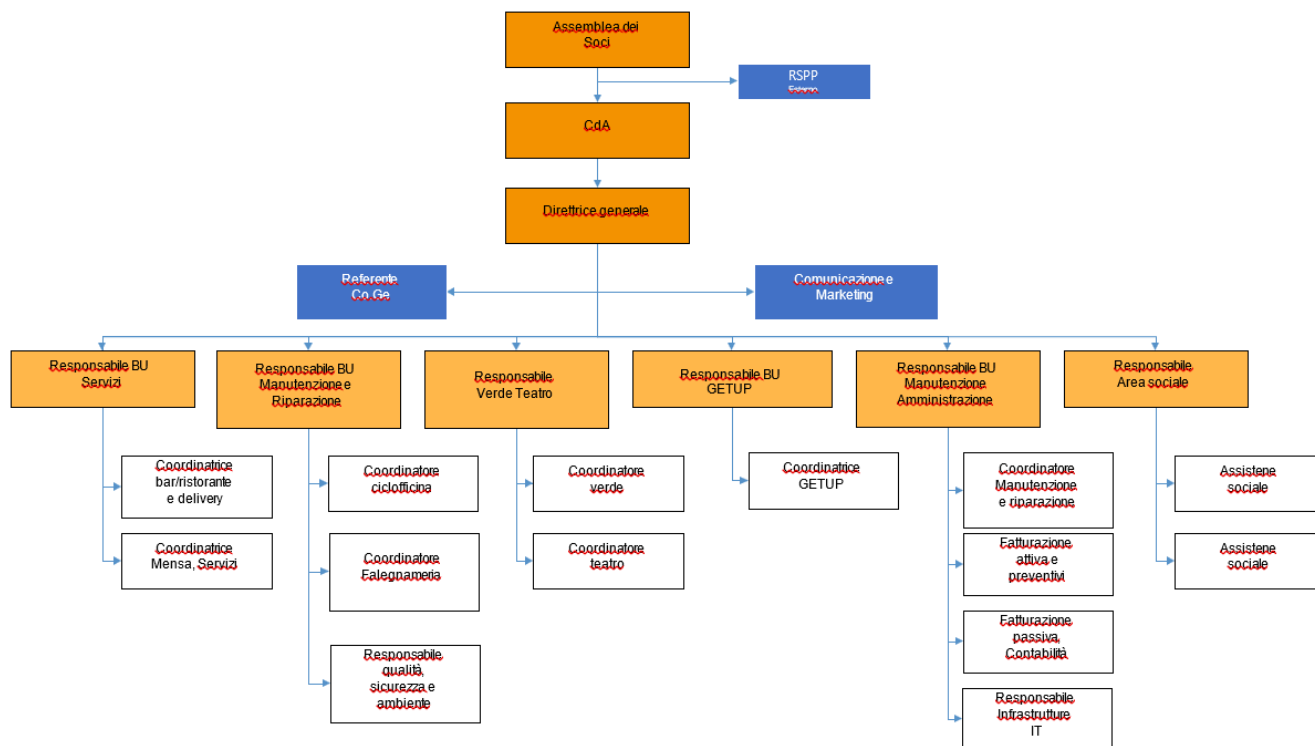 Assemblea dei
Soci
RSPP
Esterno
CdA
Direttrice generale
Referente
Co.Ge
Comunicazione e
Marketing
Responsabile BU
Servizi
Responsabile BU
Manutenzione e
Riparazione
Responsabile
Verde Teatro
Responsabile BU
GETUP
Responsabile BU
Manutenzione
Amministrazione
Responsabile
Area sociale
Coordinatrice
bar/ristorante
e delivery
Coordinatrice
Mensa, Servizi
Coordinatore
ciclofficina
Coordinatore
Falegnameria
Responsabile
qualità,
sicurezza e
ambiente
Coordinatore
verde
Coordinatore
teatro
Coordinatrice
GETUP
Coordinatore
Manutenzione
e riparazione
Fatturazione
attiva e
preventivi
Fatturazione
passiva,
Contabilità
Responsabile
Infrastrutture
IT
Assistene
sociale
Assistene
sociale